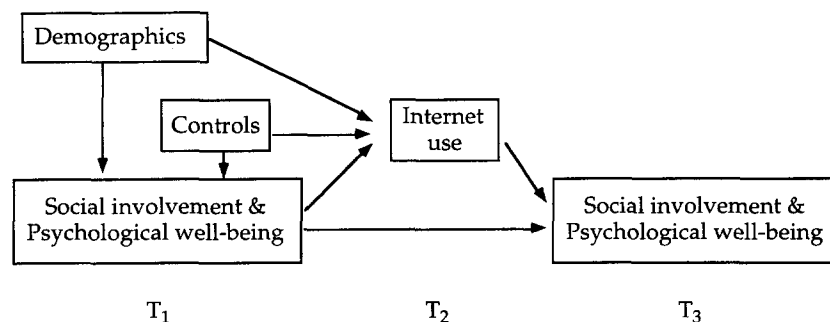 Demographics
Controls
Internet
use
Social involvement &
Psychological well-being
Social involvement &
Psychological well-being
T1
T2
T3